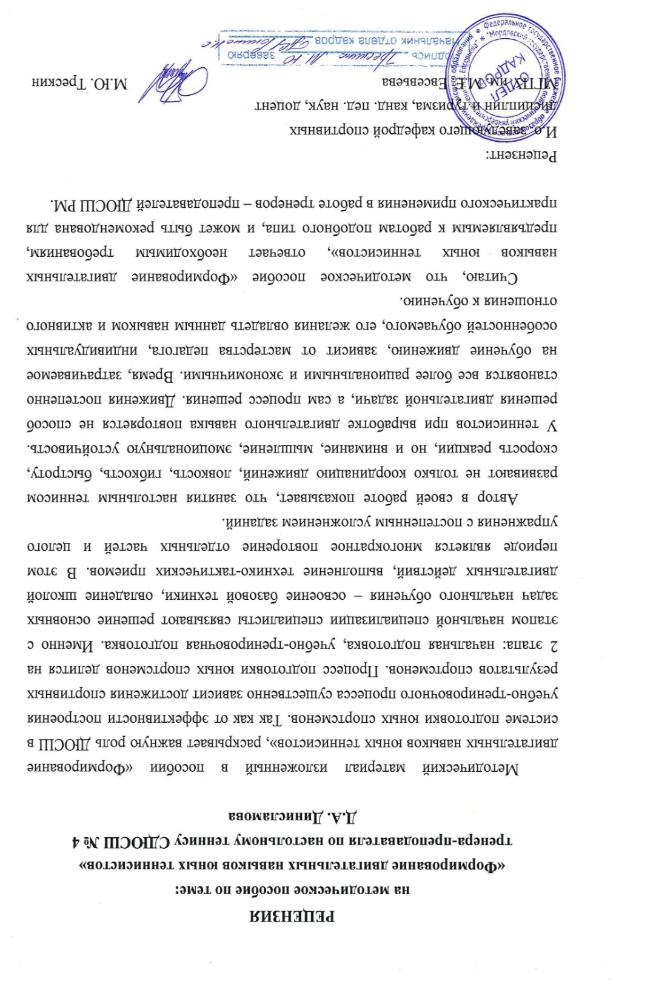 РЕЦЕНЗИЯ
на методическое пособие по теме:
«Формирование двигательных навыков юных теннисистов»
тренера-преподавателя по настольному теннису СДЮСШ № 4
Д.А. Динисламова
Методический материал изложенный в пособии «Формирование
двигательных навыков юных теннисистов», раскрывает важную роль ДЮСШ в
системе подготовки юных спортсменов. Так как от эффективности построения
учебно-тренировочного процесса существенно зависит достижения спортивных
результатов спортсменов. Процесс подготовки юных спортсменов делится на
2 этапа: начальная подготовка, учебно-тренировочная подготовка. Именно с
этапом начальной специализации специалисты связывают решение основных
задач начального обучения – освоение базовой техники, овладение школой
двигательных действий, выполнение технико-тактических приемов. В этом
периоде является многократное повторение отдельных частей и целого
упражнения с постепенным усложнением заданий.
Автор в своей работе показывает, что занятия настольным теннисом
развивают не только координацию движений, ловкость, гибкость, быстроту,
скорость реакции, но и внимание, мышление, эмоциональную устойчивость.
У теннисистов при выработке двигательного навыка повторяется не способ
решения двигательной задачи, а сам процесс решения. Движения постепенно
становятся все более рациональными и экономичными. Время, затрачиваемое
на обучение движению, зависит от мастерства педагога, индивидуальных
особенностей обучаемого, его желания овладеть данным навыком и активного
отношения к обучению.
Считаю, что методическое пособие «Формирование двигательных
навыков юных теннисистов», отвечает необходимым требованиям,
предъявляемым к работам подобного типа, и может быть рекомендована для
практического применения в работе тренеров – преподавателей ДЮСШ РМ.
Рецензент:
И.о. заведующего кафедрой спортивных
дисциплин и туризма, канд. пед. наук, доцент
МГПУ им. М.Е. Евсевьева М.Ю. Трескин
Подпись М.Ю. заверяю
Начальник отдела кадров
ОТДЕЛ
КАДРОВ
Федеральное государственное бюджетное образовательное учреждение высшего образования
"Мордовский государственный педагогический университет имени М.Е. Евсевьева"